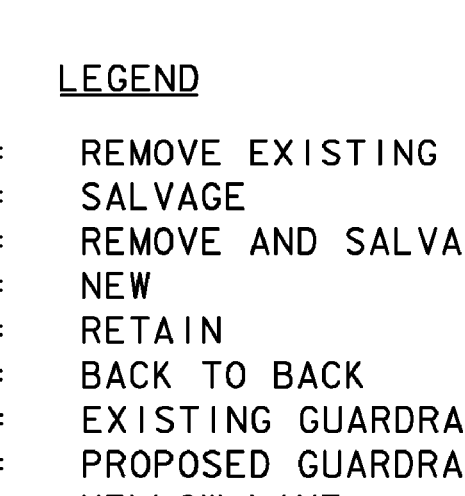 LEGEND
: REMOVE EXISTING
: SALVAGE
: REMOVE AND SALVA
: NEW
: RETAIN
: BACK TO BACK
: EXISTING GUARDRA
: PROPOSED GUARDRA